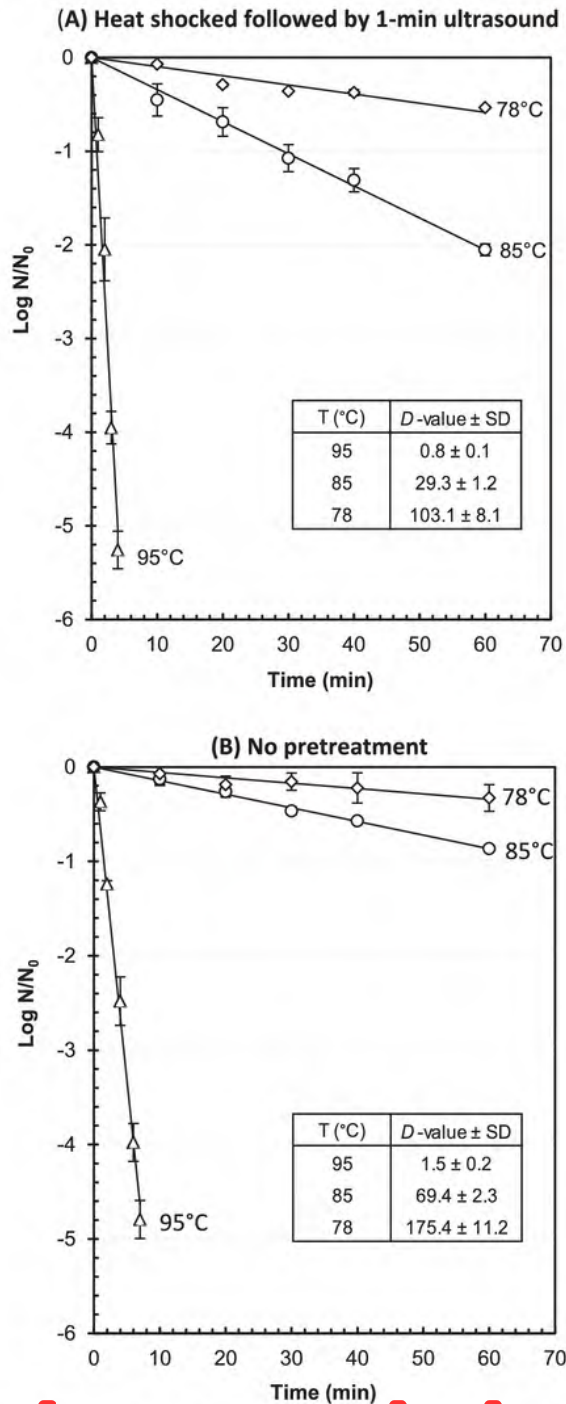 (A) Heat shocked followed by 1-min ultrasound
0
-1
-2
-3
-4
-5
-6
Log N/N₀
78°C
85°C
95°C
T (°C) D-value ± SD
95 0.8 ± 0.1
85 29.3 ± 1.2
78 103.1 ± 8.1
0 10 20 30 40 50 60 70
Time (min)
(B) No pretreatment
0
-1
-2
-3
-4
-5
-6
Log N/N₀
78°C
85°C
95°C
T (°C) D-value ± SD
95 1.5 ± 0.2
85 69.4 ± 2.3
78 175.4 ± 11.2
0 10 20 30 40 50 60 70
Time (min)